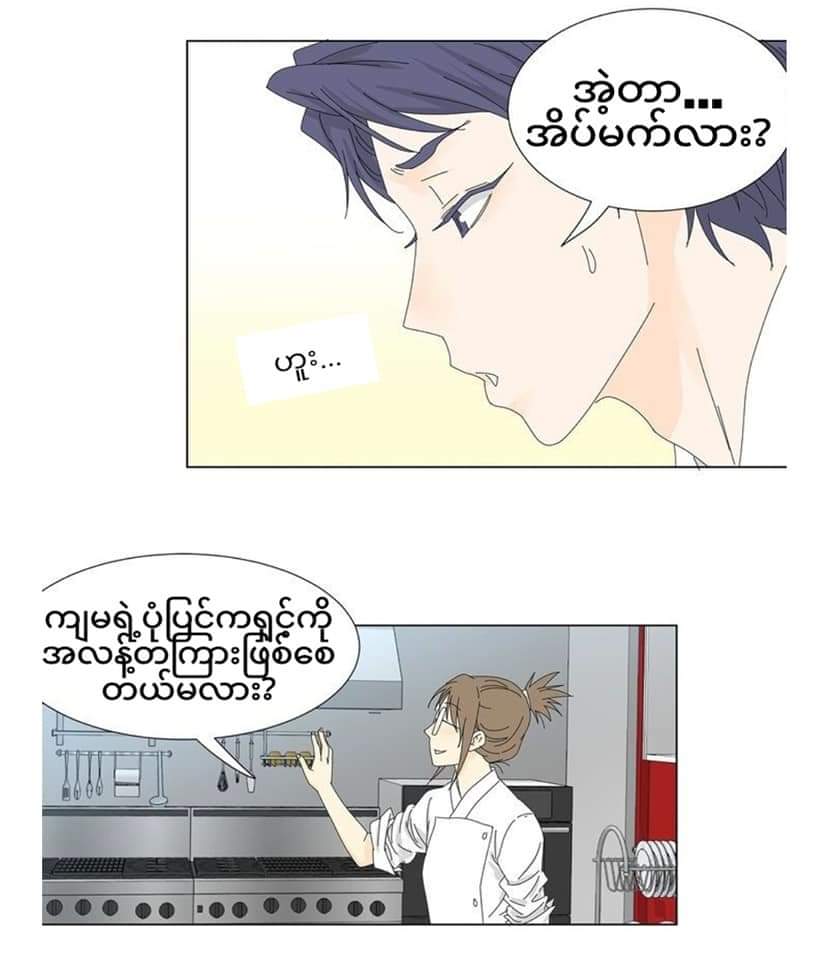 အဲ့တာ...
အိပ်မက်လား?
ဟူး...
ကျမရဲ့ပုံပြင်ကရှင့်ကို
အလန့်တကြားဖြစ်စေ
တယ်မလား?